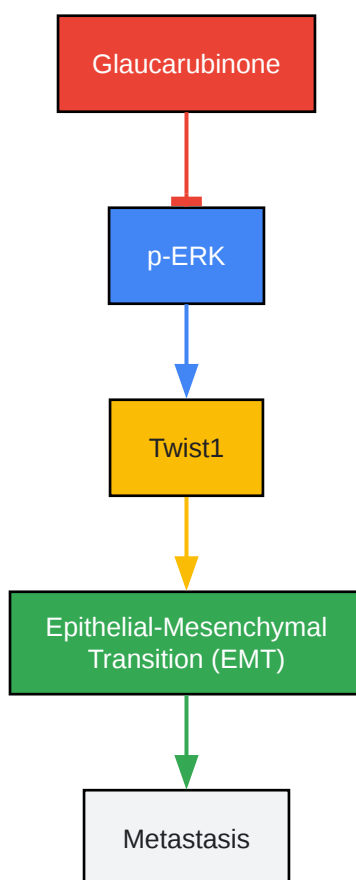 Glaucarubinone
p-ERK
Twist1
Epithelial-Mesenchymal
Transition (EMT)
Metastasis